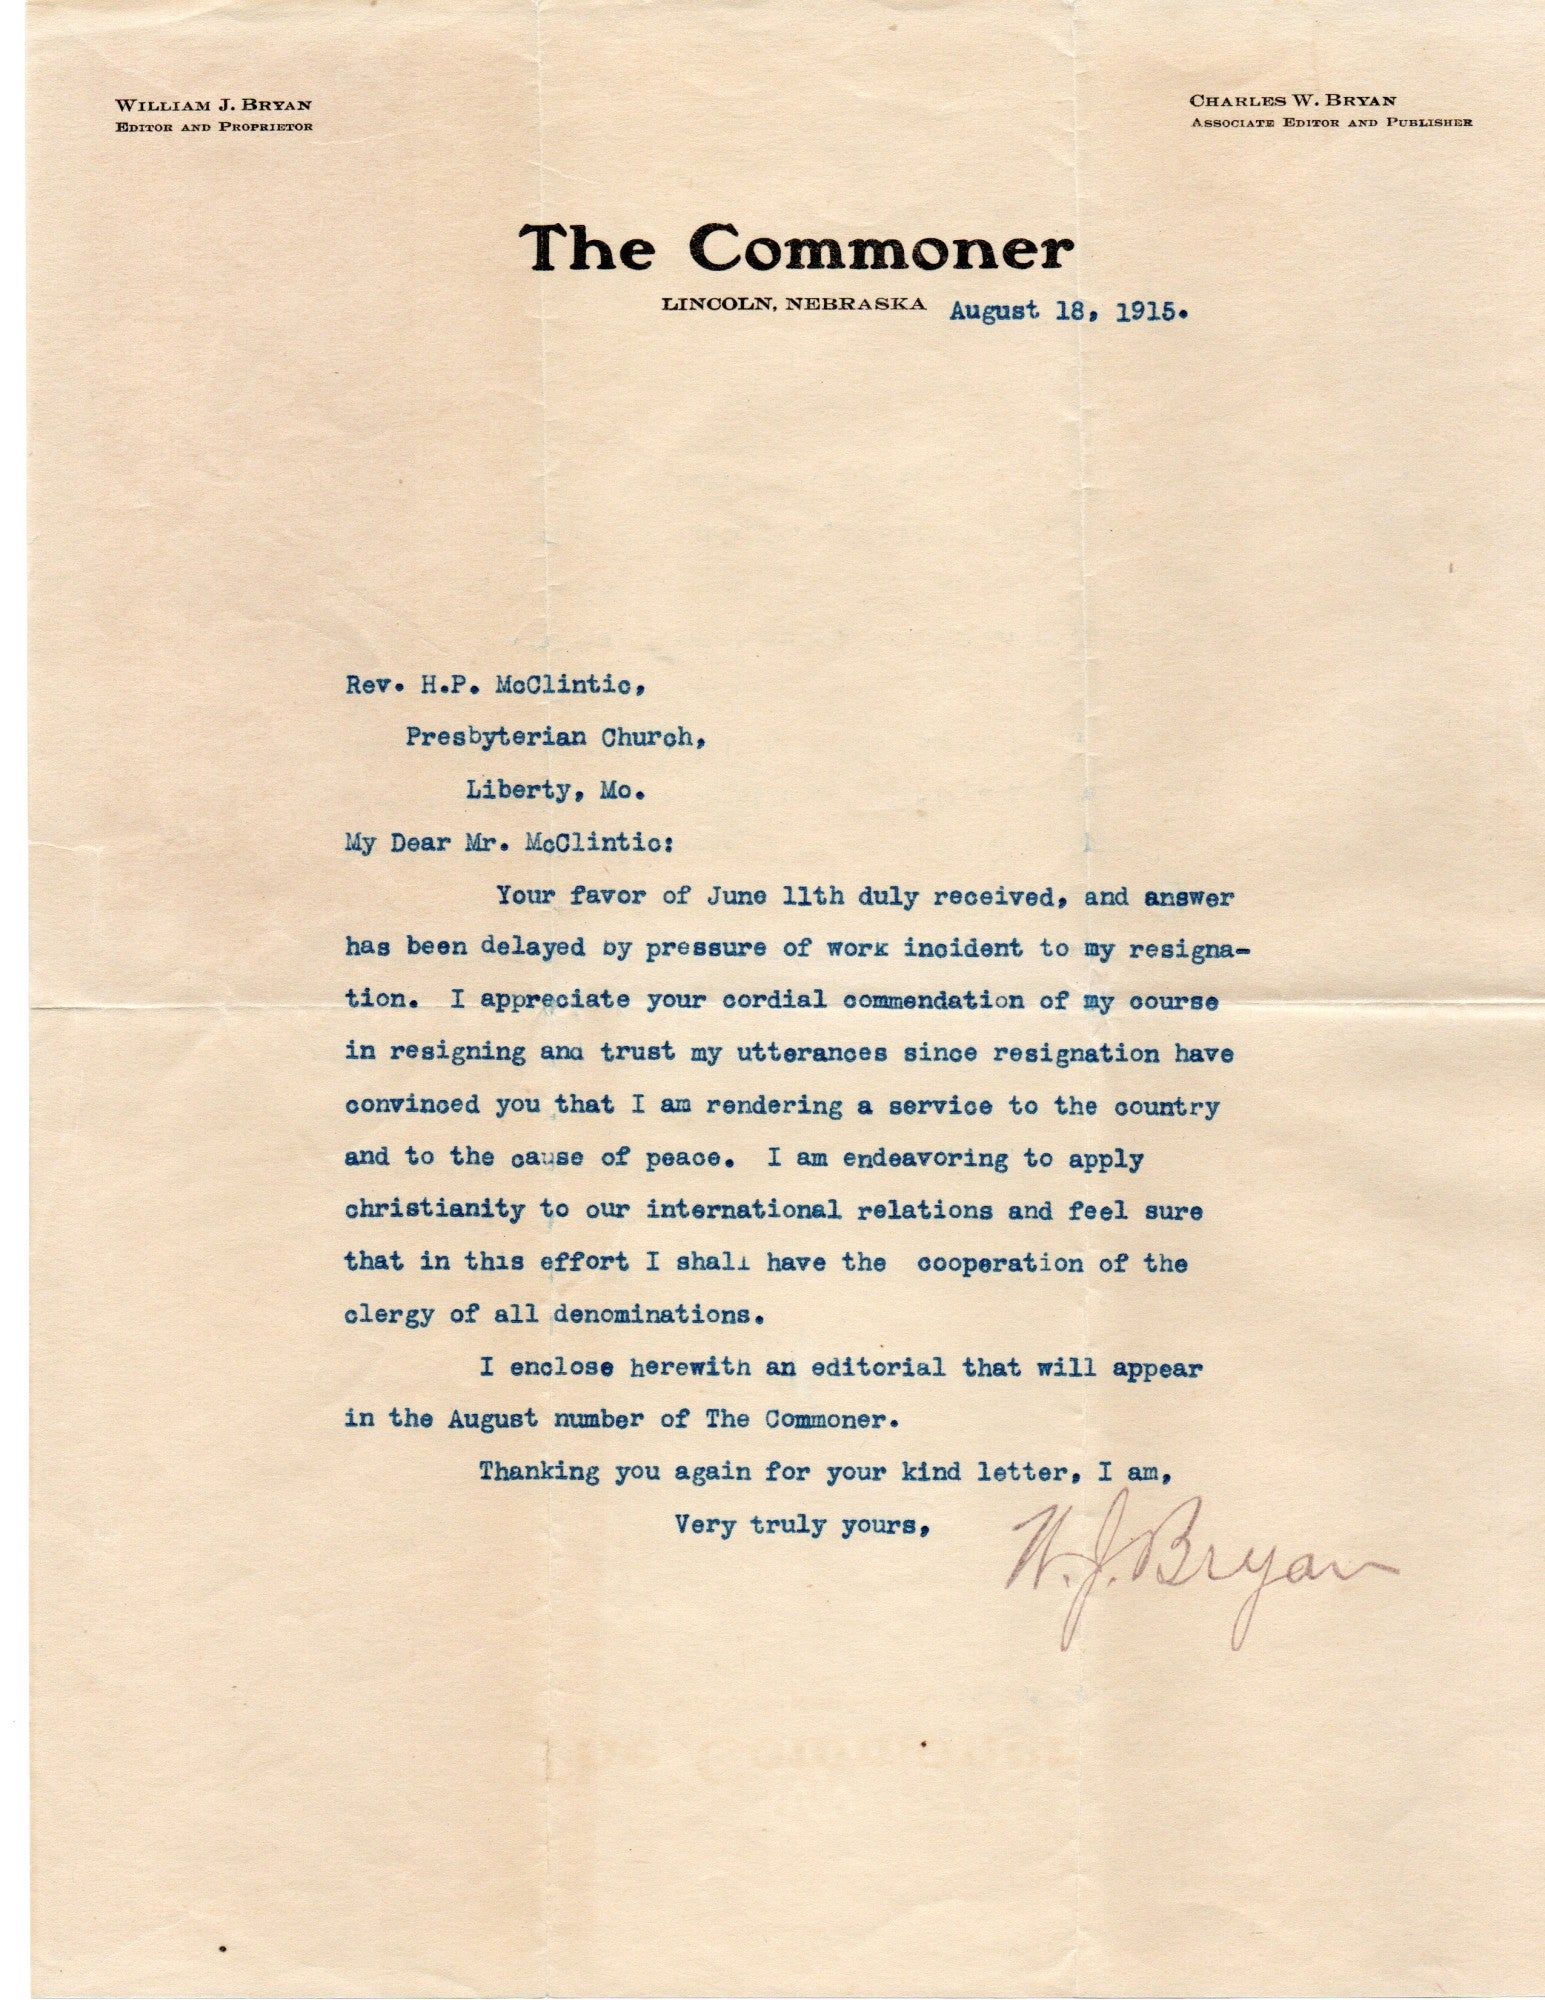 WILLIAM J. BRYAN
EDITOR AND PROPRIETOR
CHARLES W. BRYAN
ASSOCIATE EDITOR AND PUBLISHER
The Commoner
LINCOLN, NEBRASKA August 18, 1915.
Rev. H.P. McClintic,
Presbyterian Church,
Liberty, Mo.
My Dear Mr. McClintic:
Your favor of June 11th duly received, and answer
has been delayed by pressure of work incident to my resigna-
tion. I appreciate your cordial commendation of my course
in resigning and trust my utterances since resignation have
convinced you that I am rendering a service to the country
and to the cause of peace. I am endeavoring to apply
christianity to our international relations and feel sure
that in this effort I shall have the cooperation of the
clergy of all denominations.
I enclose herewith an editorial that will appear
in the August number of The Commoner.
Thanking you again for your kind letter, I am,
Very truly yours,
W. J. Bryan